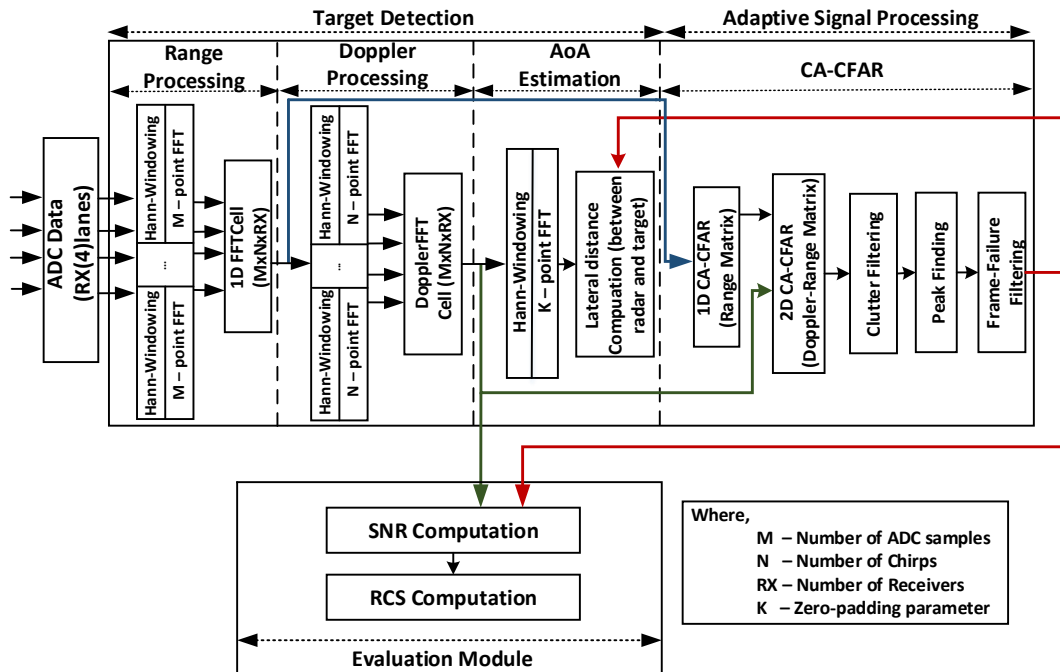 Target Detection
Adaptive Signal Processing
Range
Processing
Doppler
Processing
AoA
Estimation
CA-CFAR
ADC Data
(RX(4)lanes)
Hann-Windowing
M – point FFT
...
Hann-Windowing
M – point FFT
1D FFTCell
(MxNxRX)
Hann-Windowing
N – point FFT
...
Hann-Windowing
N – point FFT
DopplerFFT
Cell (MxNxRX)
Hann-Windowing
K – point FFT
Lateral distance
Compuation (between
radar and target)
1D CA-CFAR
(Range Matrix)
2D CA-CFAR
(Doppler-Range Matrix)
Clutter Filtering
Peak Finding
Frame-Failure
Filtering
SNR Computation
RCS Computation
Evaluation Module
Where,
M – Number of ADC samples
N – Number of Chirps
RX – Number of Receivers
K – Zero-padding parameter